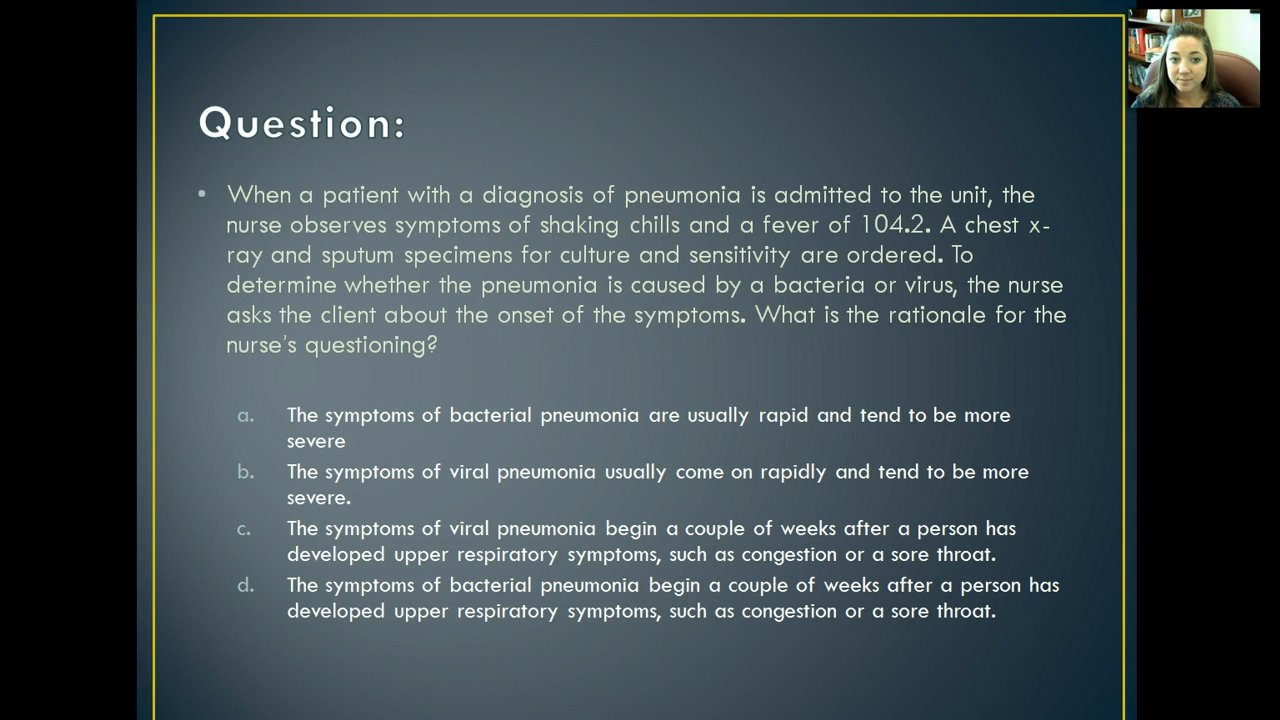 Question:
• When a patient with a diagnosis of pneumonia is admitted to the unit, the
nurse observes symptoms of shaking chills and a fever of 104.2. A chest x-
ray and sputum specimens for culture and sensitivity are ordered. To
determine whether the pneumonia is caused by a bacteria or virus, the nurse
asks the client about the onset of the symptoms. What is the rationale for the
nurse's questioning?
a. The symptoms of bacterial pneumonia are usually rapid and tend to be more
severe
b. The symptoms of viral pneumonia usually come on rapidly and tend to be more
severe.
c. The symptoms of viral pneumonia begin a couple of weeks after a person has
developed upper respiratory symptoms, such as congestion or a sore throat.
d. The symptoms of bacterial pneumonia begin a couple of weeks after a person has
developed upper respiratory symptoms, such as congestion or a sore throat.